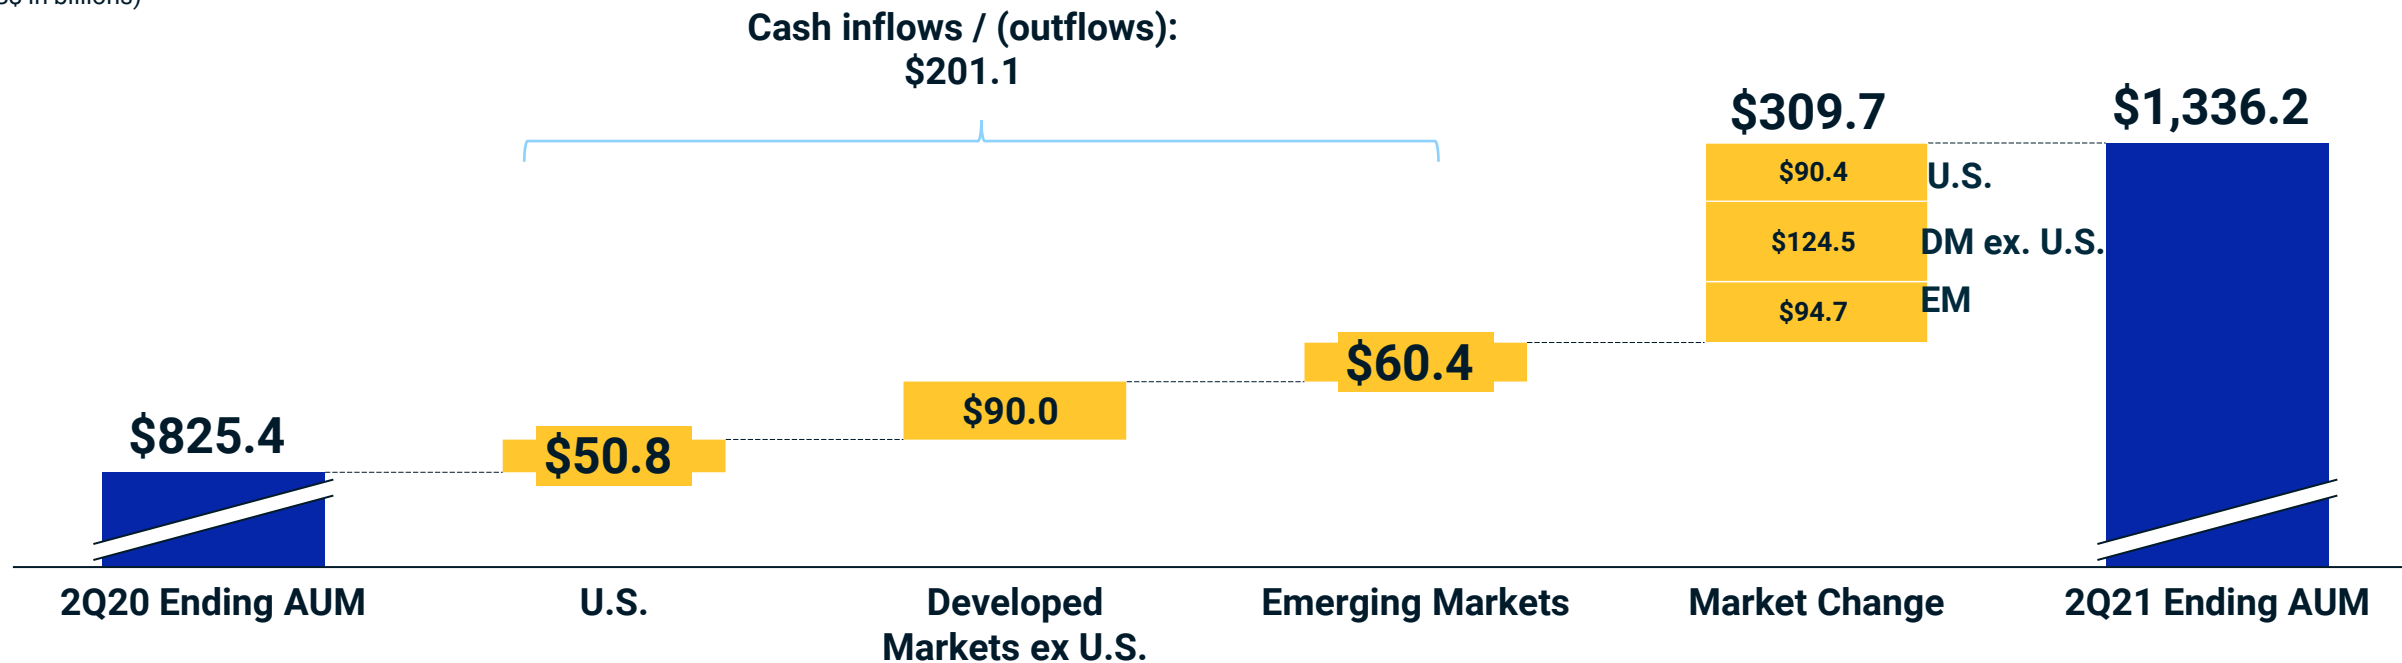 $ in billions)
Cash inflows / (outflows):
$201.1
$309.7
$1,336.2
$90.4
U.S.
$124.5
DM ex. U.S.
EM
$94.7
$60.4
$90.0
$825.4
$50.8
2Q20 Ending AUM
U.S.
Developed
Markets ex U.S.
Emerging Markets
Market Change
2Q21 Ending AUM